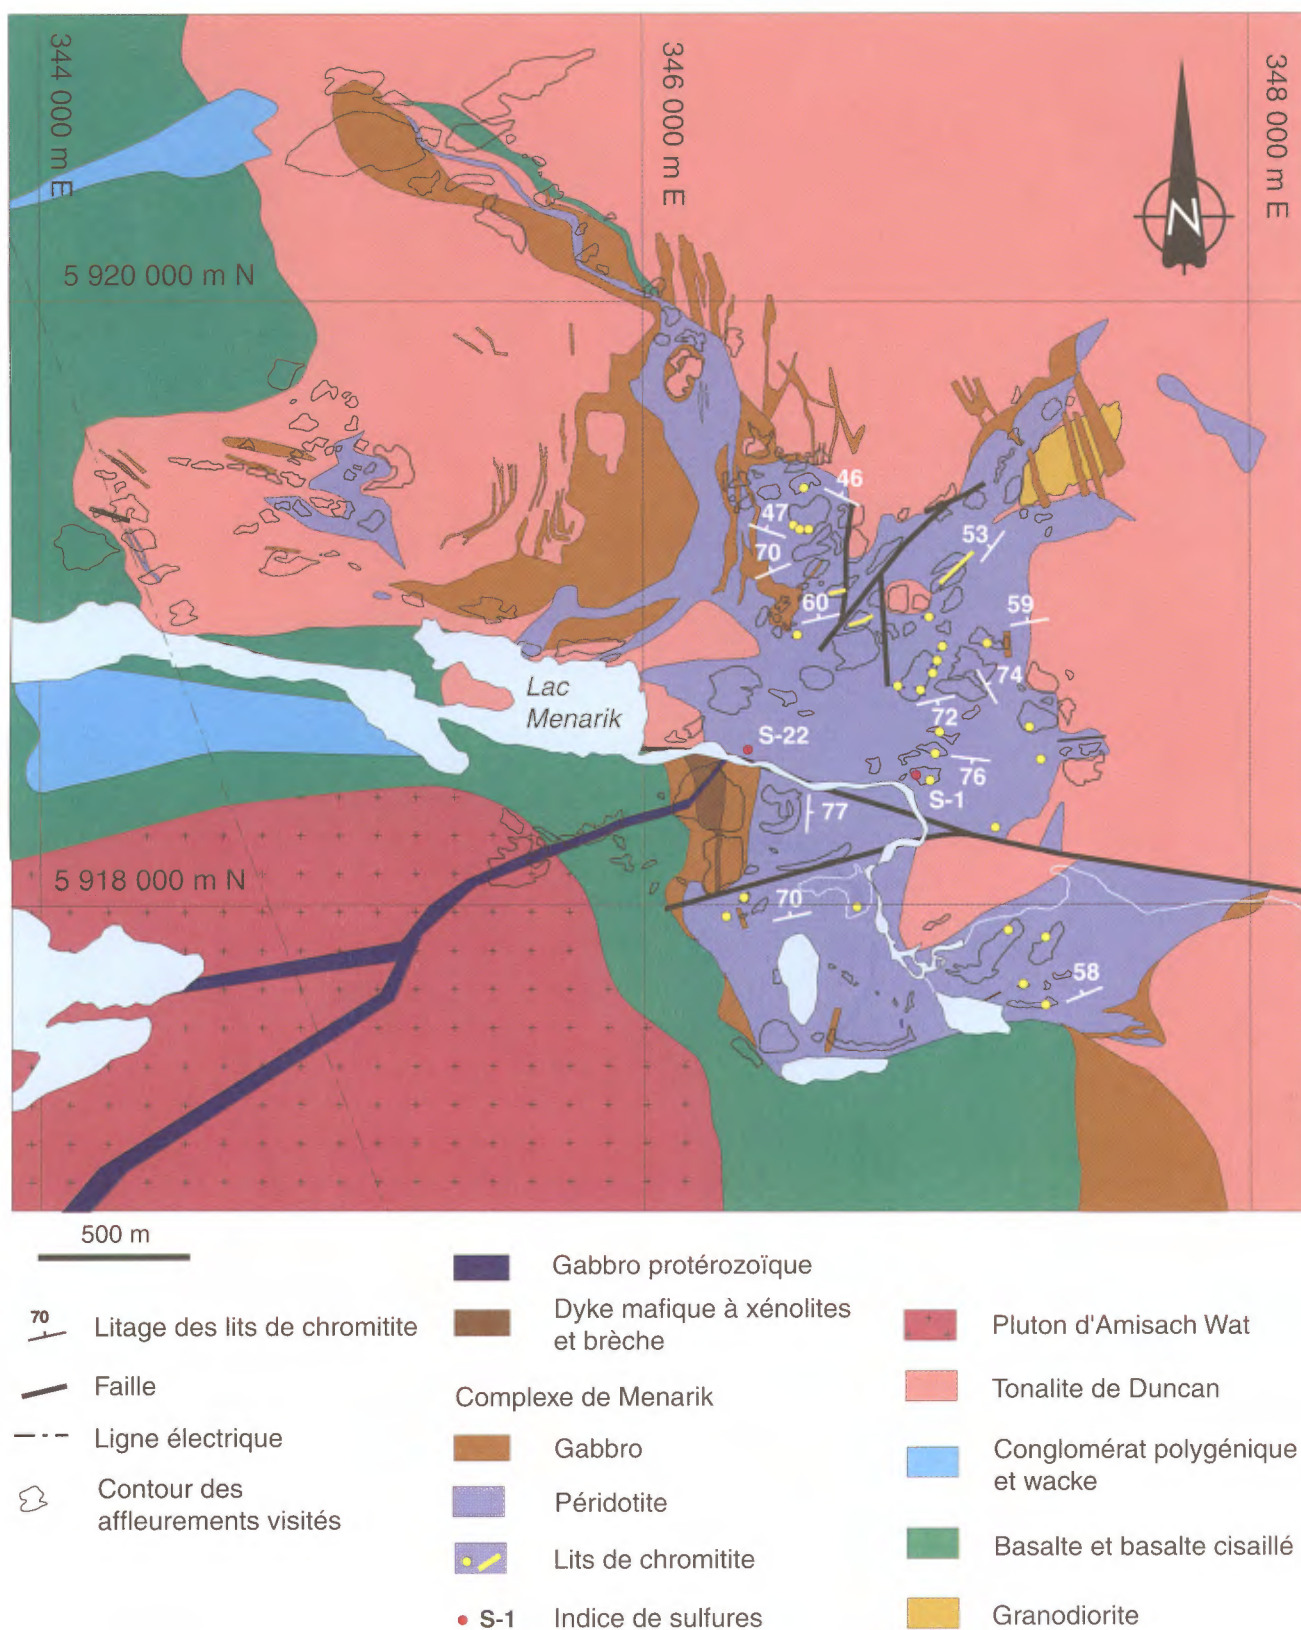 344 000 m E
346 000 m E
348 000 m E
N
5 920 000 m N
46
47
70
53
60
59
74
Lac
Menarik
72
S-22
76
S-1
77
5 918 000 m N
70
58
500 m
70
Litage des lits de chromitite
Faille
Ligne électrique
Contour des
affleurements visités
Gabbro protérozoïque
Dyke mafique à xénolites
et brèche
Complexe de Menarik
Gabbro
Péridotite
Lits de chromitite
S-1 Indice de sulfures
Pluton d'Amisach Wat
Tonalite de Duncan
Conglomérat polygénique
et wacke
Basalte et basalte cisaillé
Granodiorite